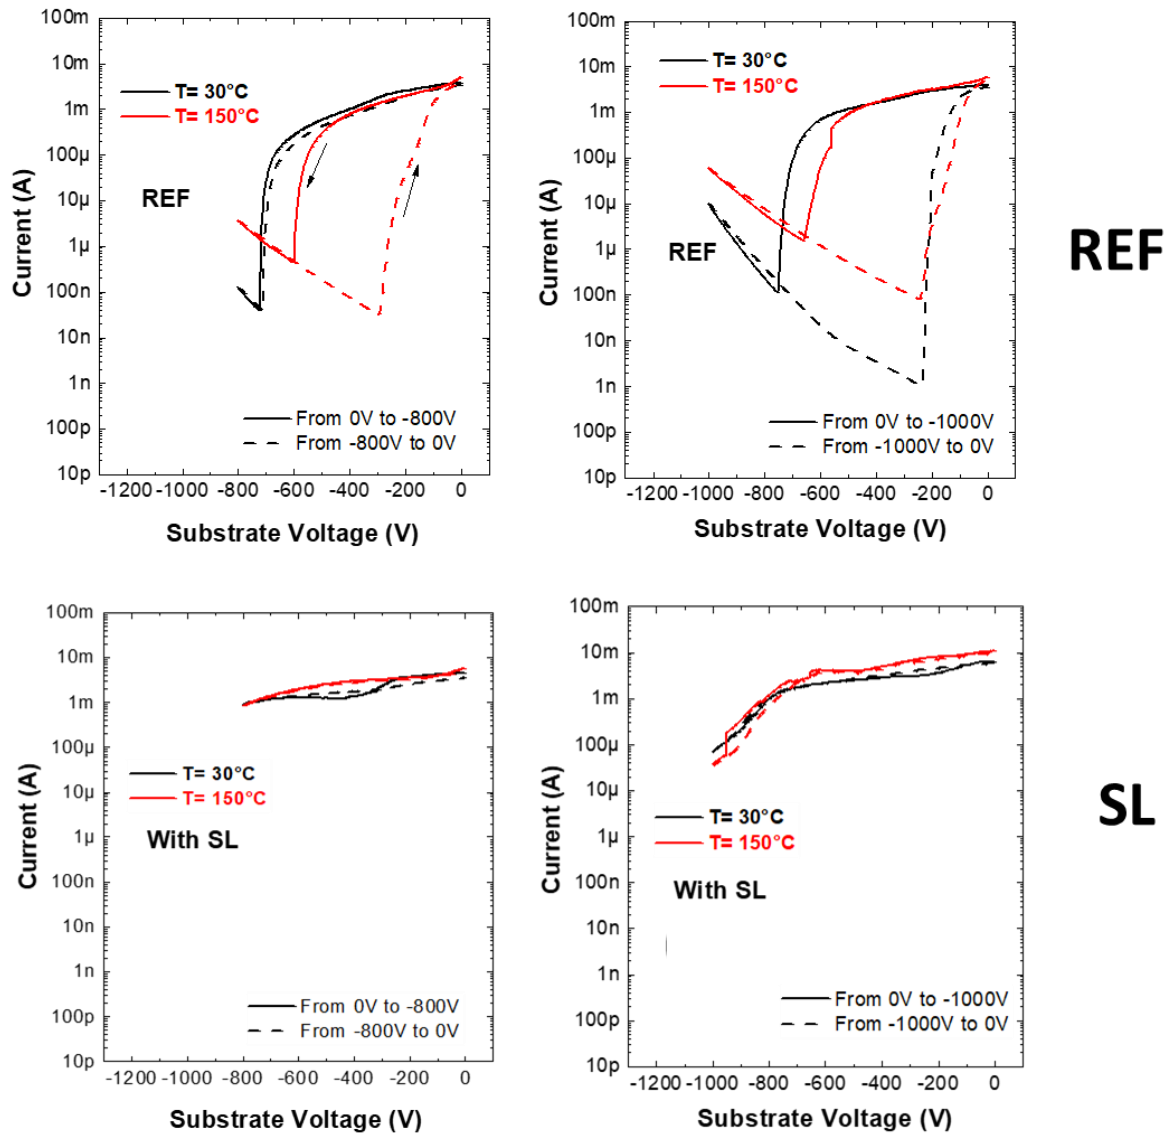 100m
10m
1m
100µ
10µ
1µ
100n
10n
1n
100p
10p
Current (A)
T= 30°C
T= 150°C
REF
From 0V to -800V
From -800V to 0V
-1200 -1000 -800 -600 -400 -200 0
Substrate Voltage (V)
100m
10m
1m
100µ
10µ
1µ
100n
10n
1n
100p
10p
Current (A)
T= 30°C
T= 150°C
REF
From 0V to -1000V
From -1000V to 0V
-1200 -1000 -800 -600 -400 -200 0
Substrate Voltage (V)
REF
100m
10m
1m
100µ
10µ
1µ
100n
10n
1n
100p
10p
Current (A)
T= 30°C
T= 150°C
With SL
From 0V to -800V
From -800V to 0V
-1200 -1000 -800 -600 -400 -200 0
Substrate Voltage (V)
100m
10m
1m
100µ
10µ
1µ
100n
10n
1n
100p
10p
Current (A)
T= 30°C
T= 150°C
With SL
From 0V to -1000V
From -1000V to 0V
-1200 -1000 -800 -600 -400 -200 0
Substrate Voltage (V)
SL